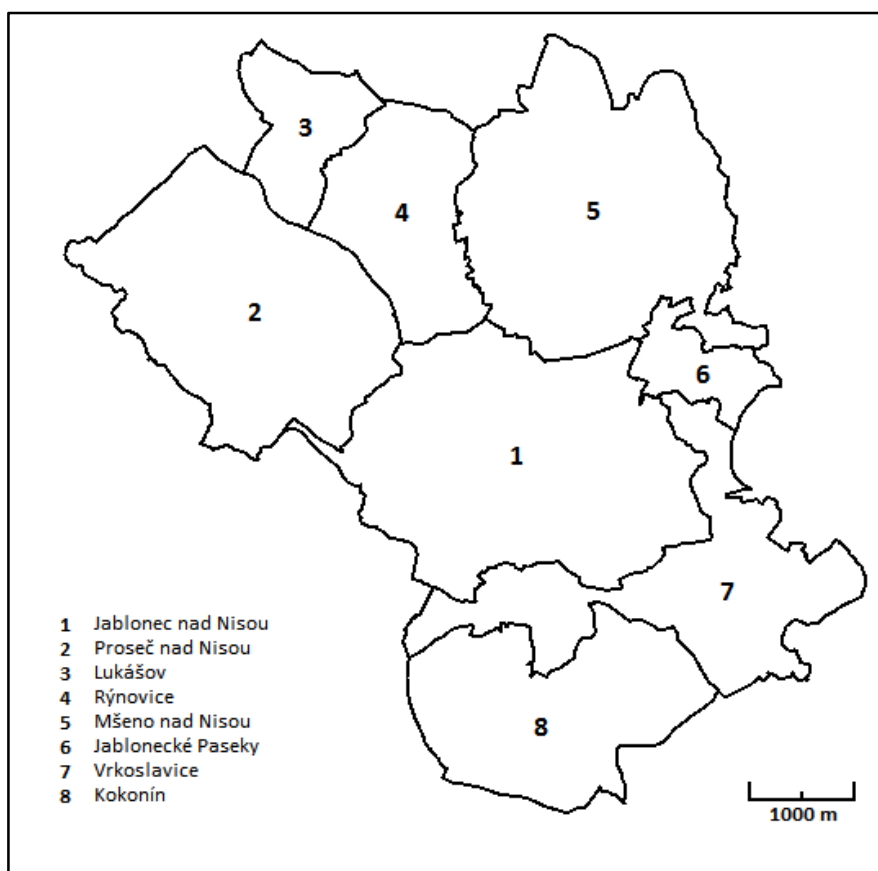 3
4
5
2
6
1
7
8
1 Jablonec nad Nisou
2 Proseč nad Nisou
3 Lukášov
4 Rýnovice
5 Mšeno nad Nisou
6 Jablonecké Paseky
7 Vrkoslavice
8 Kokonín
1000 m